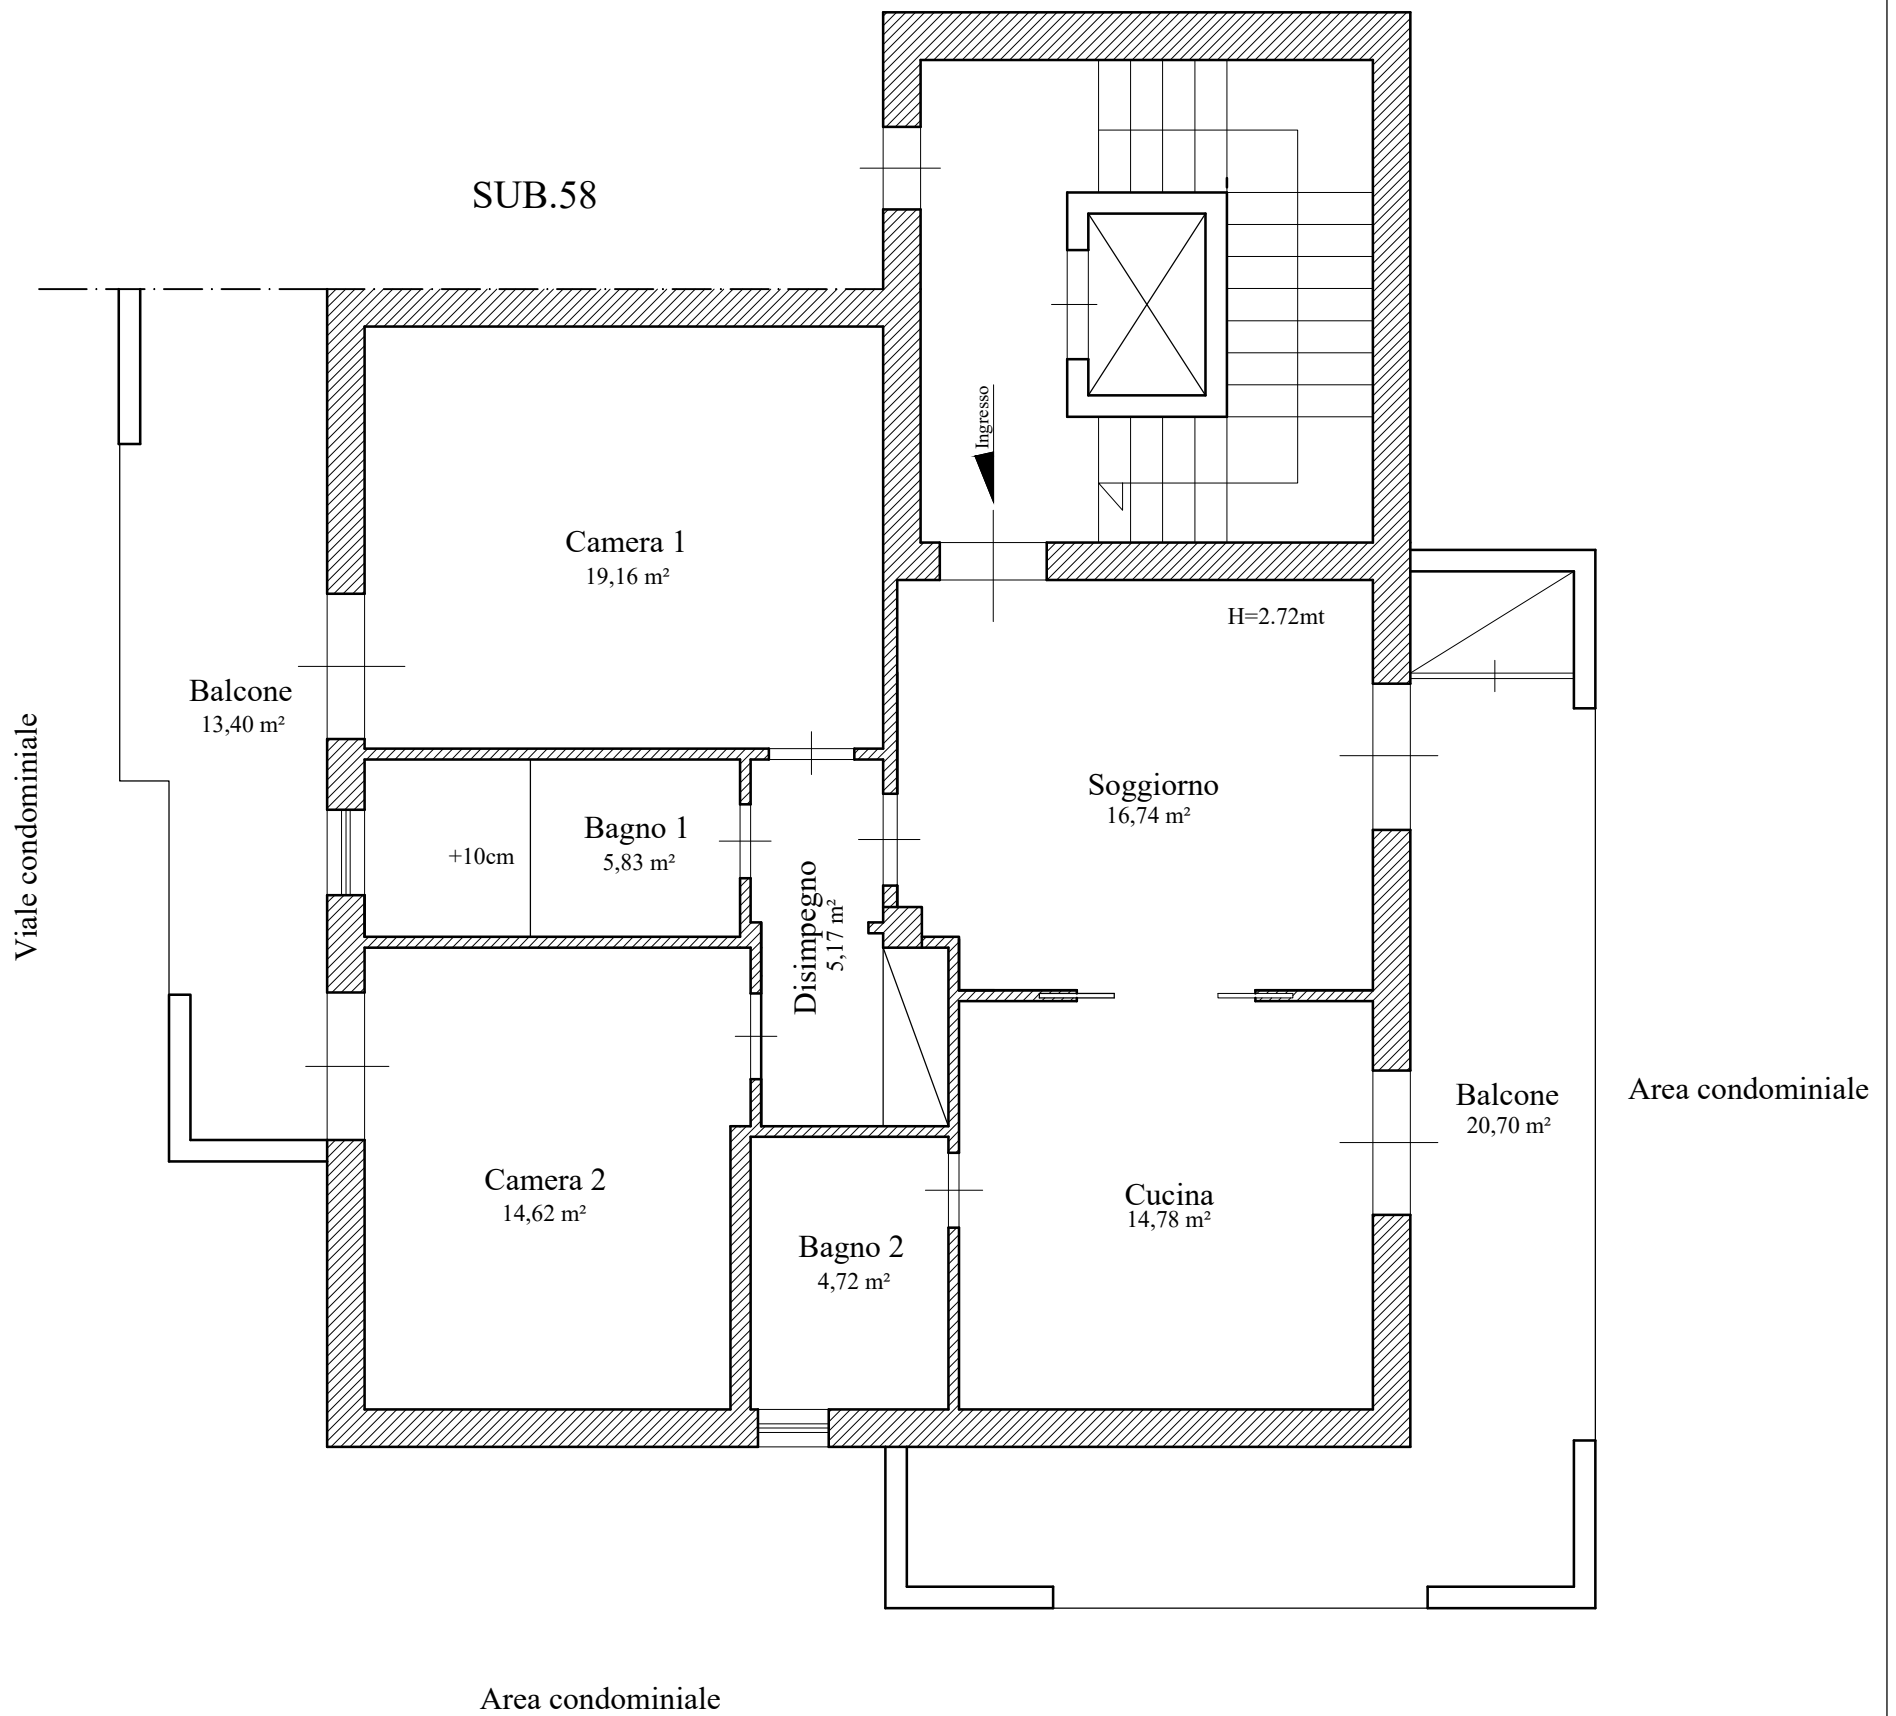 SUB.58
Ingresso
Camera 1
19,16 m²
H=2.72mt
Balcone
13,40 m²
Viale condominiale
Soggiorno
16,74 m²
Bagno 1
5,83 m²
+10cm
Disimpegno
5,17 m²
Balcone
20,70 m²
Area condominiale
Camera 2
14,62 m²
Cucina
14,78 m²
Bagno 2
4,72 m²
Area condominiale